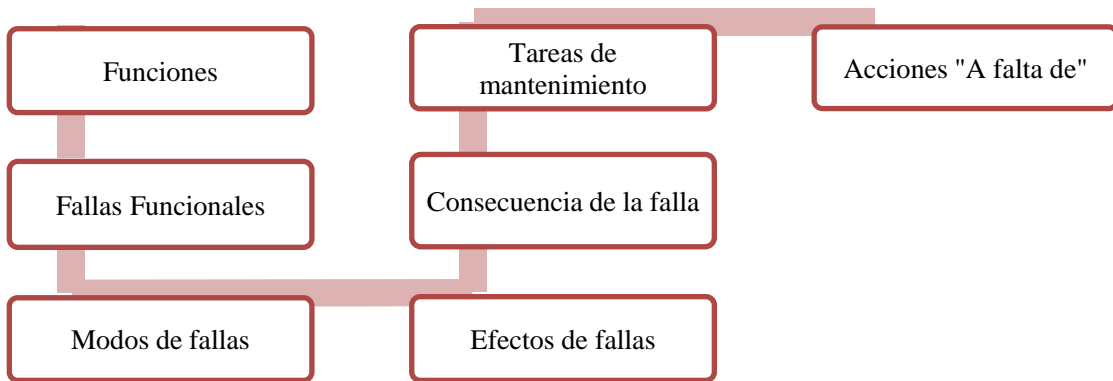 Funciones
Fallas Funcionales
Modos de fallas
Efectos de fallas
Consecuencia de la falla
Tareas de
mantenimiento
Acciones "A falta de"